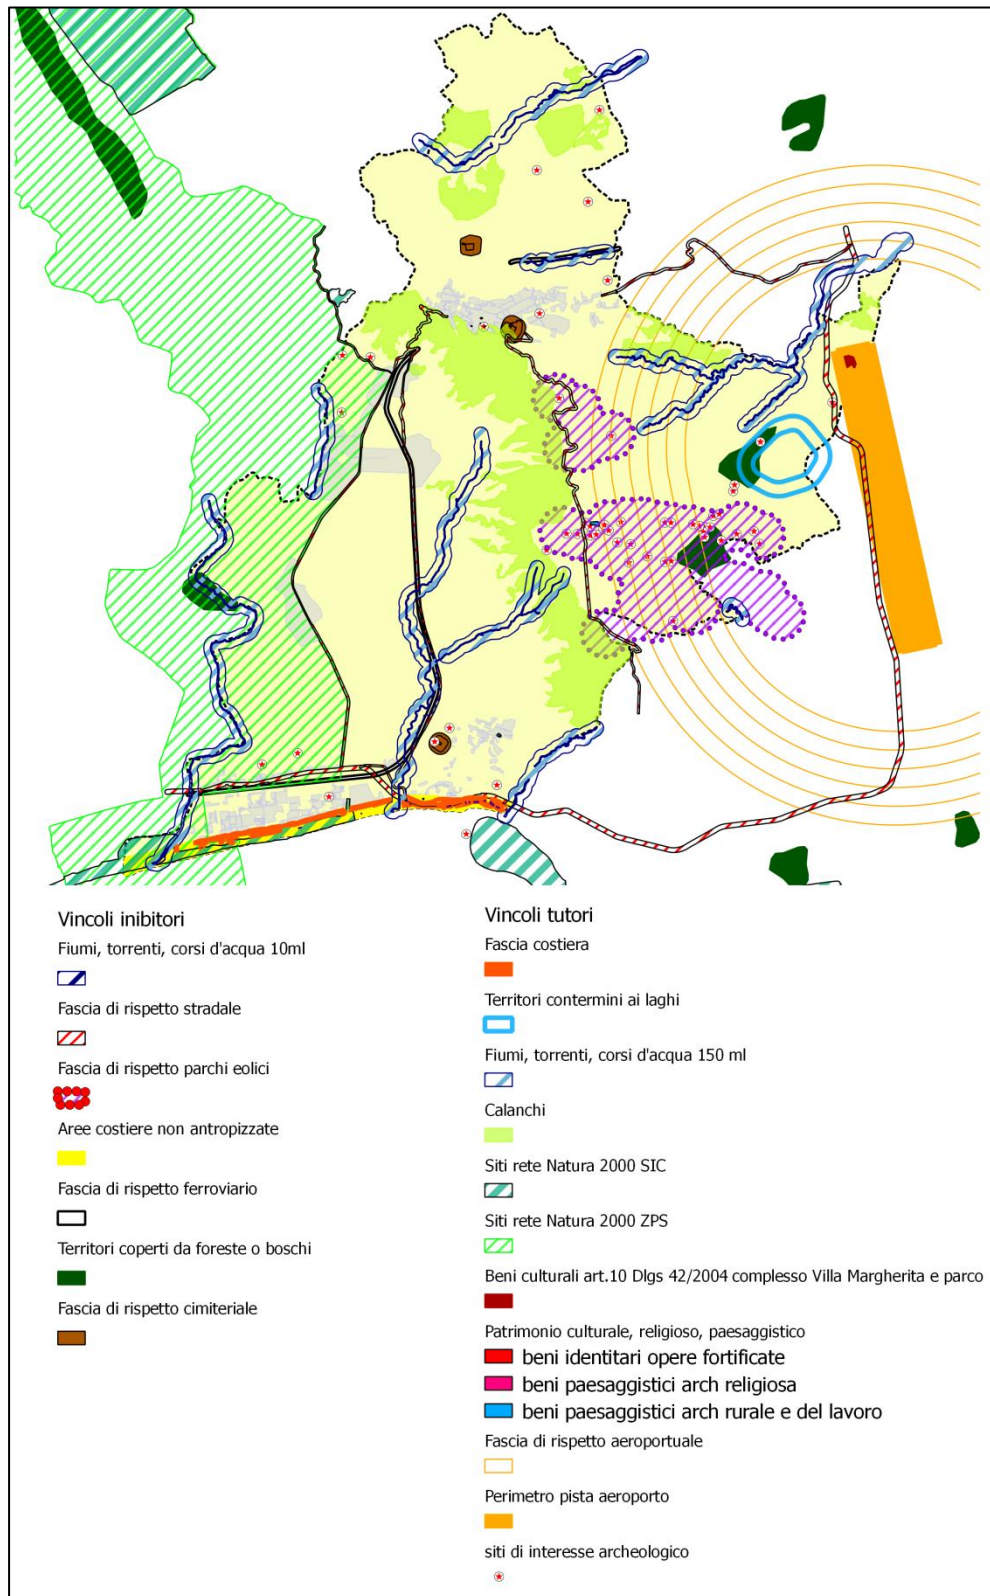 Vincoli inibitori
Fiumi, torrenti, corsi d'acqua 10ml
Fascia di rispetto stradale
Fascia di rispetto parchi eolici
Aree costiere non antropizzate
Fascia di rispetto ferroviario
Territori coperti da foreste o boschi
Fascia di rispetto cimiteriale
Vincoli tutori
Fascia costiera
Territori contermini ai laghi
Fiumi, torrenti, corsi d'acqua 150 ml
Calanchi
Siti rete Natura 2000 SIC
Siti rete Natura 2000 ZPS
Beni culturali art.10 Dlgs 42/2004 complesso Villa Margherita e parco
Patrimonio culturale, religioso, paesaggistico
beni identitari opere fortificate
beni paesaggistici arch religiosa
beni paesaggistici arch rurale e del lavoro
Fascia di rispetto aeroportuale
Perimetro pista aeroporto
siti di interesse archeologico